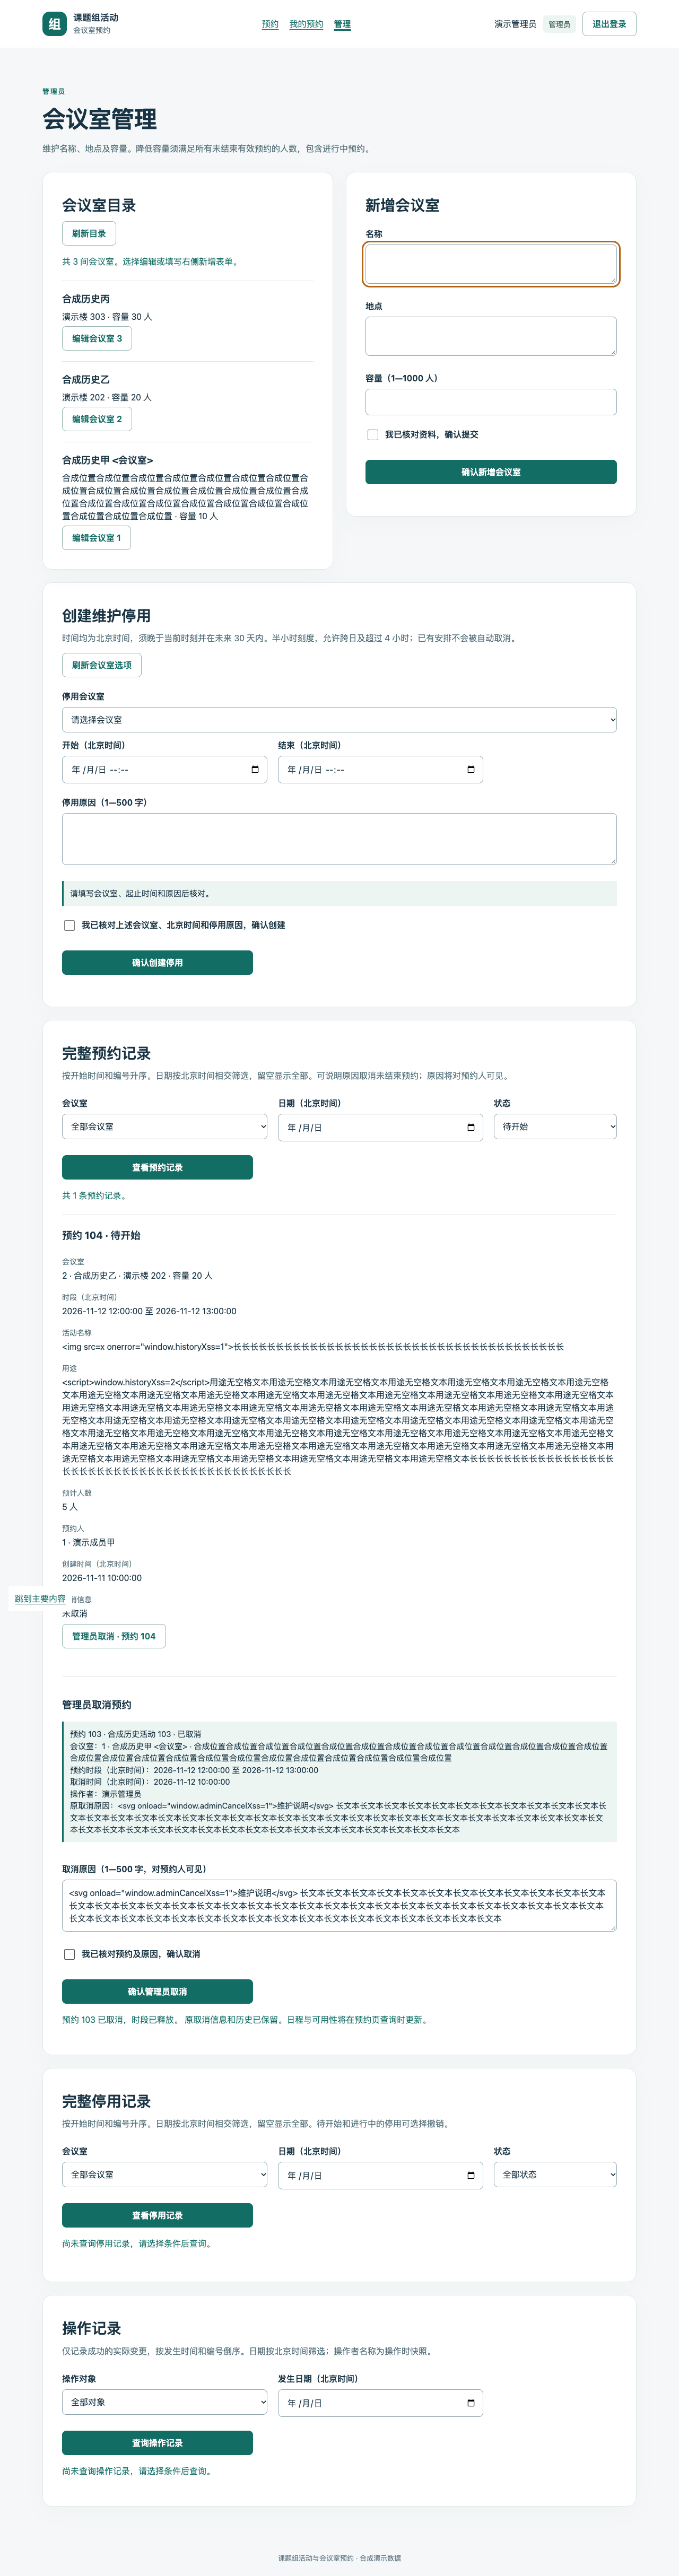 组
课题组活动
会议室预约
预约 我的预约 管理
演示管理员 管理员 退出登录
管理员
会议室管理
维护名称、地点及容量。降低容量须满足所有未结束有效预约的人数，包含进行中预约。
会议室目录
刷新目录
共 3 间会议室。选择编辑或填写右侧新增表单。
合成历史丙
演示楼 303 · 容量 30 人
编辑会议室 3
合成历史乙
演示楼 202 · 容量 20 人
编辑会议室 2
合成历史甲 <会议室>
合成位置合成位置合成位置合成位置合成位置合成位置合成位置合
成位置合成位置合成位置合成位置合成位置合成位置合成位置合成
位置合成位置合成位置合成位置合成位置合成位置合成位置合成位
置合成位置合成位置合成位置 · 容量 10 人
编辑会议室 1
新增会议室
名称
地点
容量（1—1000 人）
我已核对资料，确认提交
确认新增会议室
创建维护停用
时间均为北京时间，须晚于当前时刻并在未来 30 天内。半小时刻度，允许跨日及超过 4 小时；已有安排不会被自动取消。
刷新会议室选项
停用会议室
请选择会议室
开始（北京时间） 结束（北京时间）
年 /月/日 --:-- 年 /月/日 --:--
停用原因（1—500 字）
请填写会议室、起止时间和原因后核对。
我已核对上述会议室、北京时间和停用原因，确认创建
确认创建停用
完整预约记录
按开始时间和编号升序。日期按北京时间相交筛选，留空显示全部。可说明原因取消未结束预约；原因将对预约人可见。
会议室 日期（北京时间） 状态
全部会议室 年 /月/日 待开始
查看预约记录
共 1 条预约记录。
预约 104 · 待开始
会议室
2 · 合成历史乙 · 演示楼 202 · 容量 20 人
时段（北京时间）
2026-11-12 12:00:00 至 2026-11-12 13:00:00
活动名称
用途
预计人数
5 人
预约人
1 · 演示成员甲
创建时间（北京时间）
2026-11-11 10:00:00
跳到主要内容
消信息
未取消
管理员取消 · 预约 104
管理员取消预约
预约 103 · 合成历史活动 103 · 已取消
预约时段（北京时间）：2026-11-12 12:00:00 至 2026-11-12 13:00:00
取消时间（北京时间）：2026-11-12 10:00:00
操作者：演示管理员
取消原因（1—500 字，对预约人可见）
我已核对预约及原因，确认取消
确认管理员取消
预约 103 已取消，时段已释放。 原取消信息和历史已保留。日程与可用性将在预约页查询时更新。
完整停用记录
按开始时间和编号升序。日期按北京时间相交筛选，留空显示全部。待开始和进行中的停用可选择撤销。
会议室 日期（北京时间） 状态
全部会议室 年 /月/日 全部状态
查看停用记录
尚未查询停用记录，请选择条件后查询。
操作记录
仅记录成功的实际变更，按发生时间和编号倒序。日期按北京时间筛选；操作者名称为操作时快照。
操作对象 发生日期（北京时间）
全部对象 年 /月/日
查询操作记录
尚未查询操作记录，请选择条件后查询。
课题组活动与会议室预约 · 合成演示数据